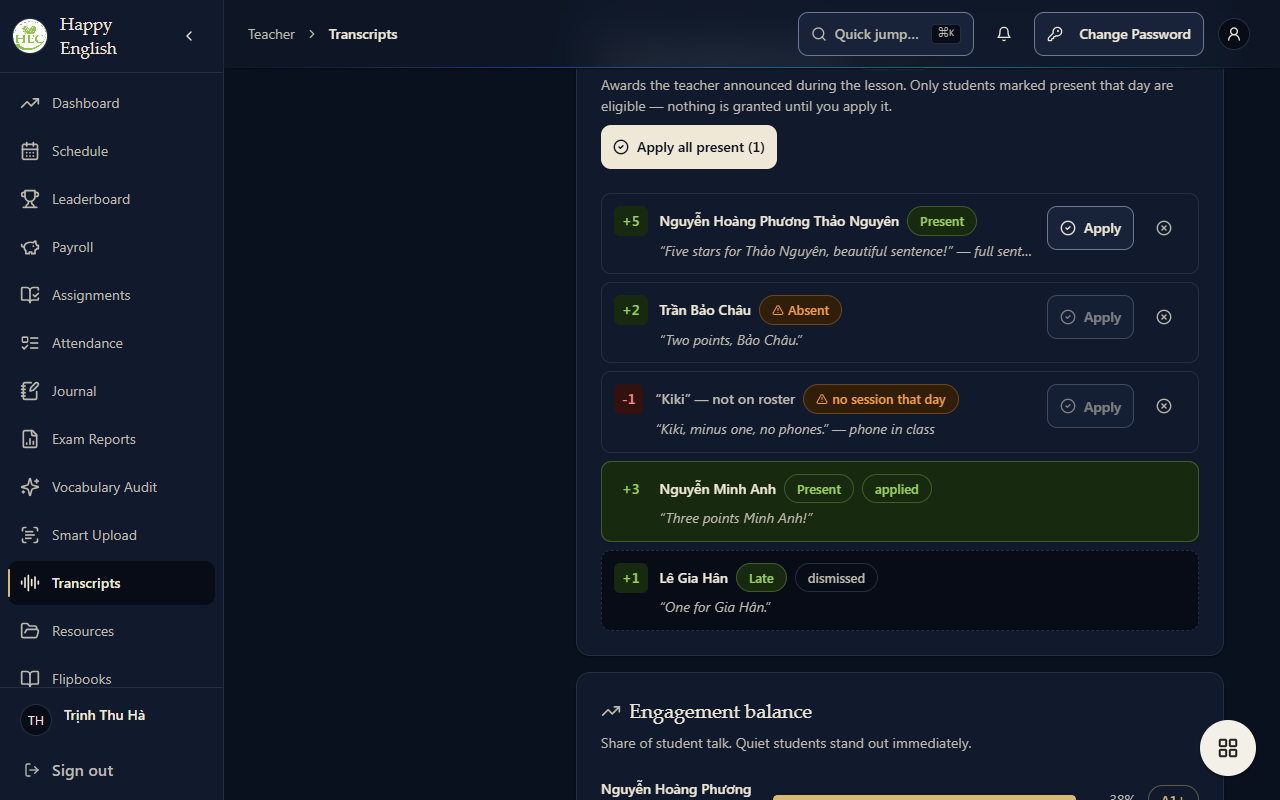 HEC
Happy
English
Teacher
Transcripts
Quick jump...
⌘K
Change Password
Dashboard
Schedule
Leaderboard
Payroll
Assignments
Attendance
Journal
Exam Reports
Vocabulary Audit
Smart Upload
Transcripts
Resources
Flipbooks
TH
Trịnh Thu Hà
Sign out
Awards the teacher announced during the lesson. Only students marked present that day are
eligible — nothing is granted until you apply it.
Apply all present (1)
+5 Nguyễn Hoàng Phương Thảo Nguyên Present Apply
“Five stars for Thảo Nguyên, beautiful sentence!” — full sent...
+2 Trần Bảo Châu Absent Apply
“Two points, Bảo Châu.”
-1 “Kiki” — not on roster no session that day Apply
“Kiki, minus one, no phones.” — phone in class
+3 Nguyễn Minh Anh Present applied
“Three points Minh Anh!”
+1 Lê Gia Hân Late dismissed
“One for Gia Hân.”
Engagement balance
Share of student talk. Quiet students stand out immediately.
Nguyễn Hoàng Phương
38% A1+